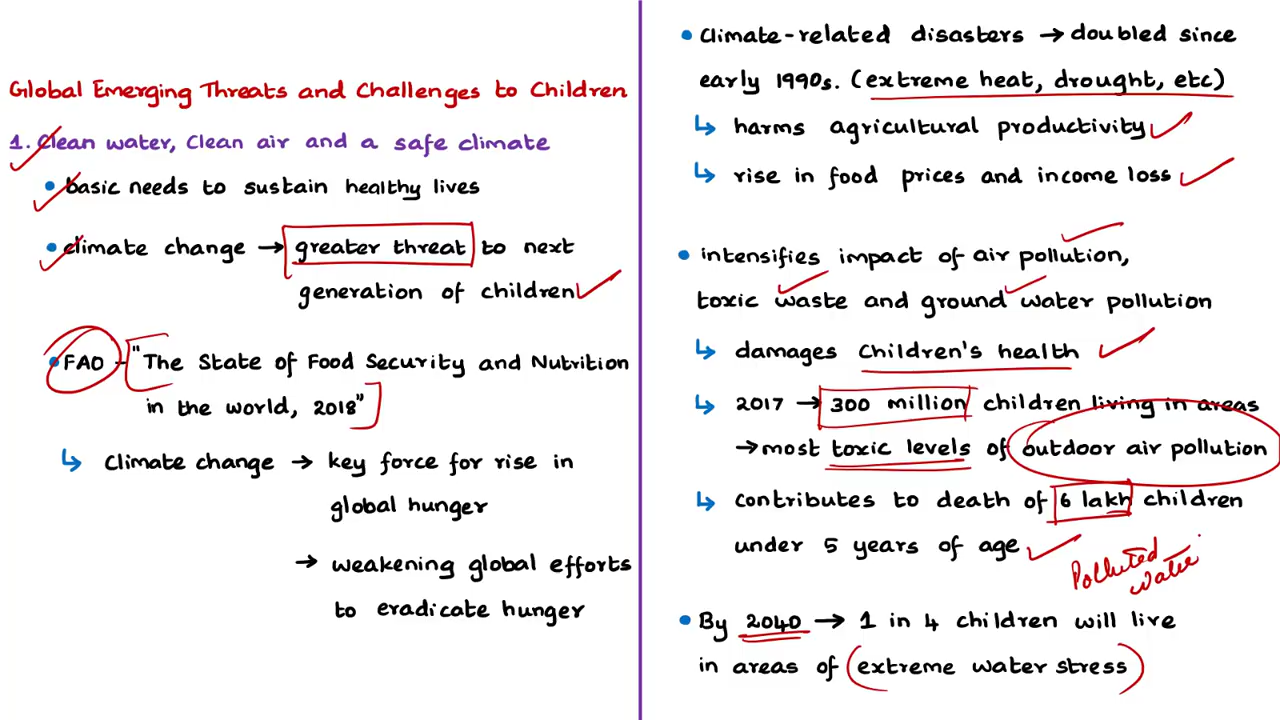 Global Emerging Threats and Challenges to Children
1. Clean water, Clean air and a safe climate
• basic needs to sustain healthy lives
• climate change → greater threat to next
generation of children
• FAO - "The State of Food Security and Nutrition
in the world, 2018"
↳ Climate change → key force for rise in
global hunger
→ weakening global efforts
to eradicate hunger
• Climate-related disasters → doubled since
early 1990s. (extreme heat, drought, etc)
↳ harms agricultural productivity
↳ rise in food prices and income loss
• intensifies impact of air pollution,
toxic waste and ground water pollution
↳ damages Children's health
↳ 2017 → 300 million children living in areas
→ most toxic levels of outdoor air pollution
↳ contributes to death of 6 lakh children
under 5 years of age
Polluted
water
• By 2040 → 1 in 4 children will live
in areas of (extreme water stress)